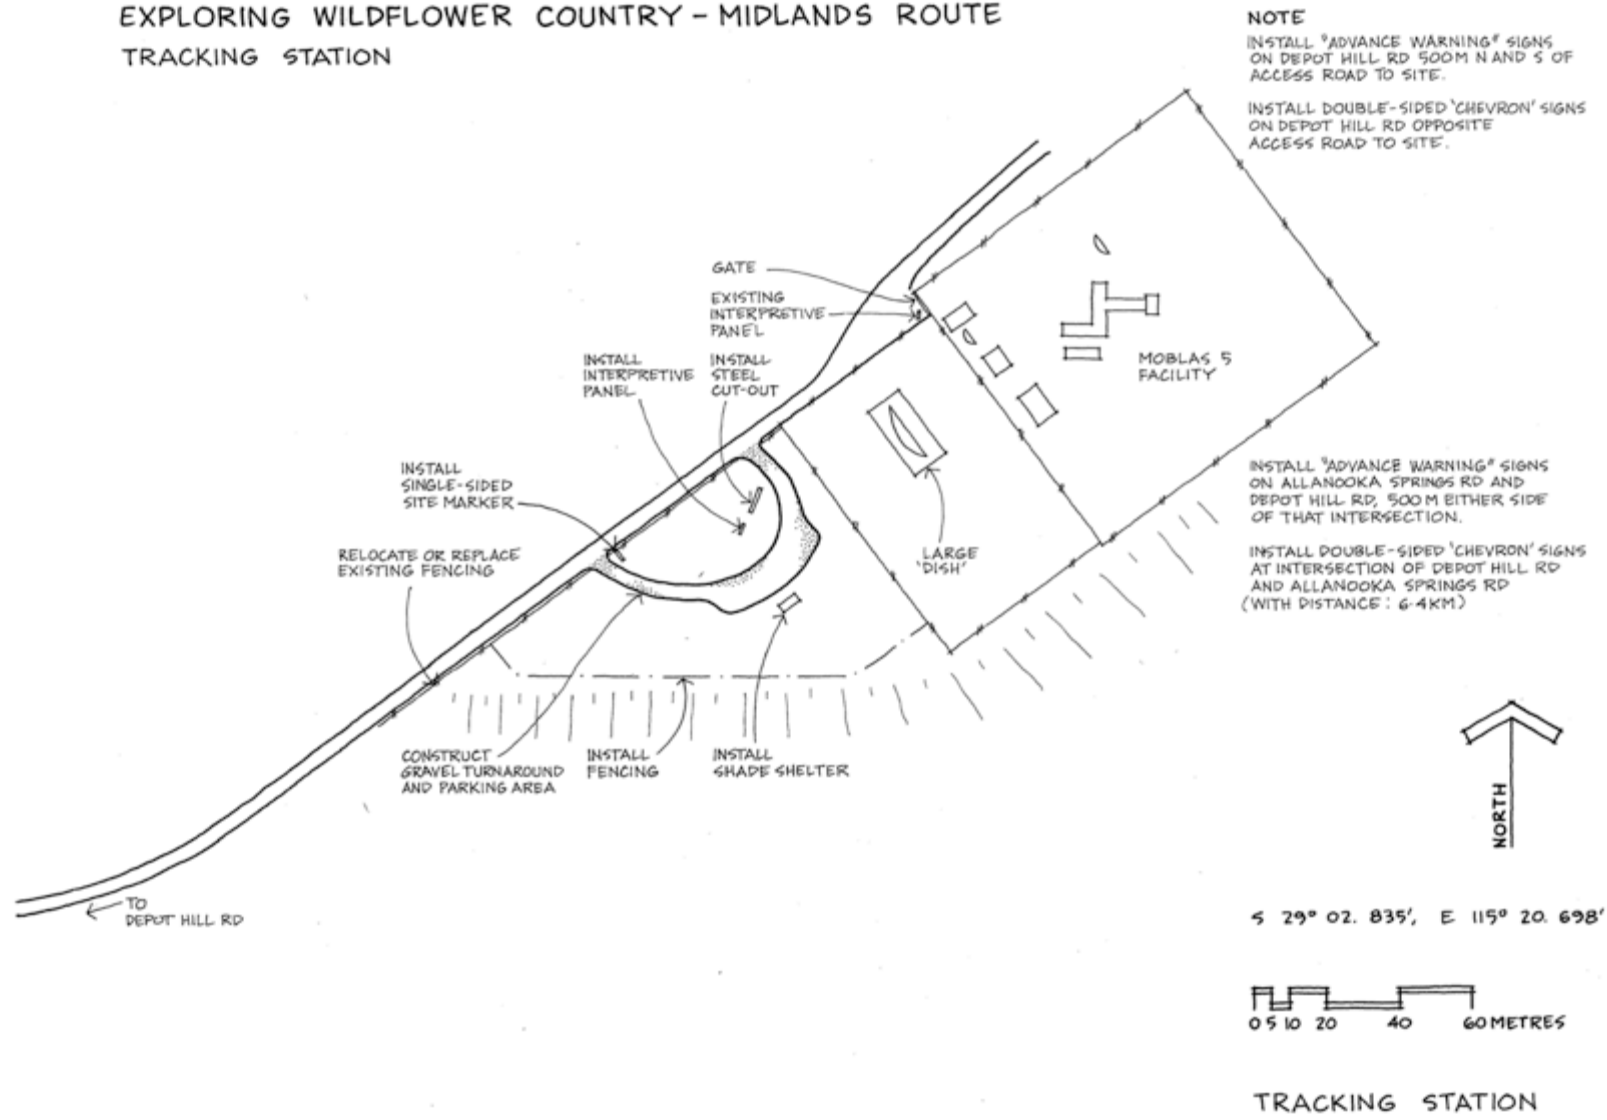 EXPLORING WILDFLOWER COUNTRY - MIDLANDS ROUTE
TRACKING STATION
NOTE
INSTALL "ADVANCE WARNING" SIGNS
ON DEPOT HILL RD 500M N AND S OF
ACCESS ROAD TO SITE.
INSTALL DOUBLE-SIDED 'CHEVRON' SIGNS
ON DEPOT HILL RD OPPOSITE
ACCESS ROAD TO SITE.
GATE
EXISTING
INTERPRETIVE
PANEL
INSTALL
INTERPRETIVE
PANEL
INSTALL
STEEL
CUT-OUT
MOBLAS 5
FACILITY
INSTALL
SINGLE-SIDED
SITE MARKER
RELOCATE OR REPLACE
EXISTING FENCING
LARGE
'DISH'
INSTALL "ADVANCE WARNING" SIGNS
ON ALLANOOKA SPRINGS RD AND
DEPOT HILL RD, 500M EITHER SIDE
OF THAT INTERSECTION.
INSTALL DOUBLE-SIDED 'CHEVRON' SIGNS
AT INTERSECTION OF DEPOT HILL RD
AND ALLANOOKA SPRINGS RD
(WITH DISTANCE: 6.4KM)
CONSTRUCT
GRAVEL TURNAROUND
AND PARKING AREA
INSTALL
FENCING
INSTALL
SHADE SHELTER
NORTH
TO
DEPOT HILL RD
S 29° 02. 835', E 115° 20. 698'
0 5 10 20 40 60 METRES
TRACKING STATION